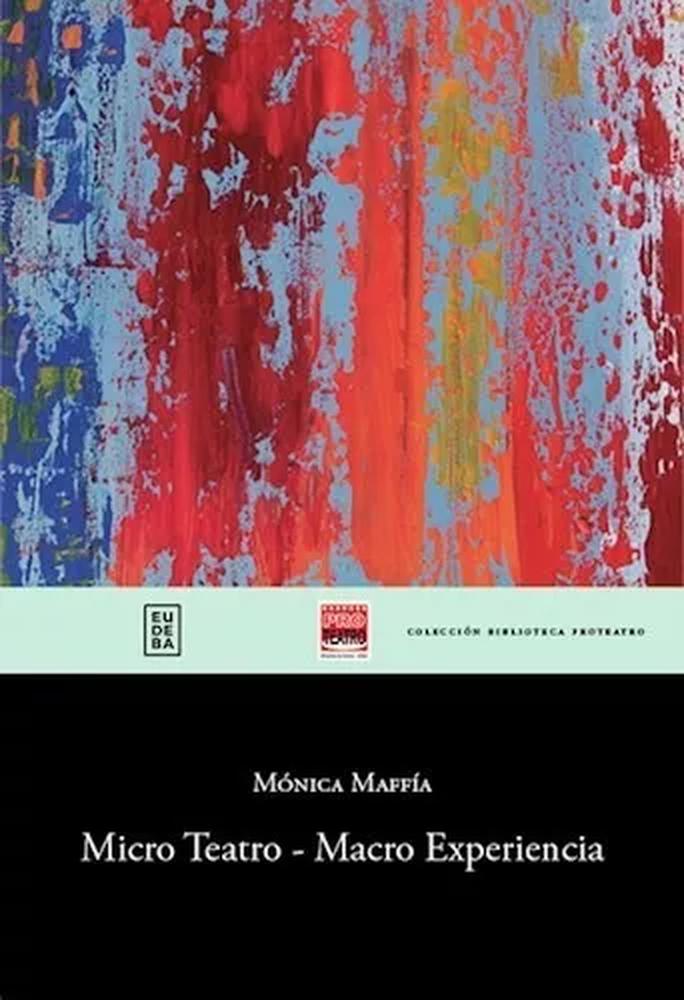 EU
DE
BA
PRO
TEATRO
COLECCIÓN BIBLIOTECA PROTEATRO
MÓNICA MAFFÍA
Micro Teatro - Macro Experiencia